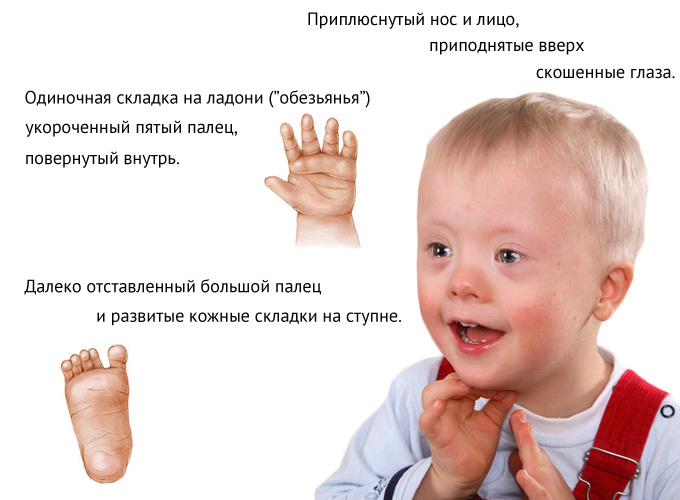 Приплюснутый нос и лицо,
приподнятые вверх
скошенные глаза.
Одиночная складка на ладони ("обезьянья")
укороченный пятый палец,
повернутый внутрь.
Далеко отставленный большой палец
и развитые кожные складки на ступне.